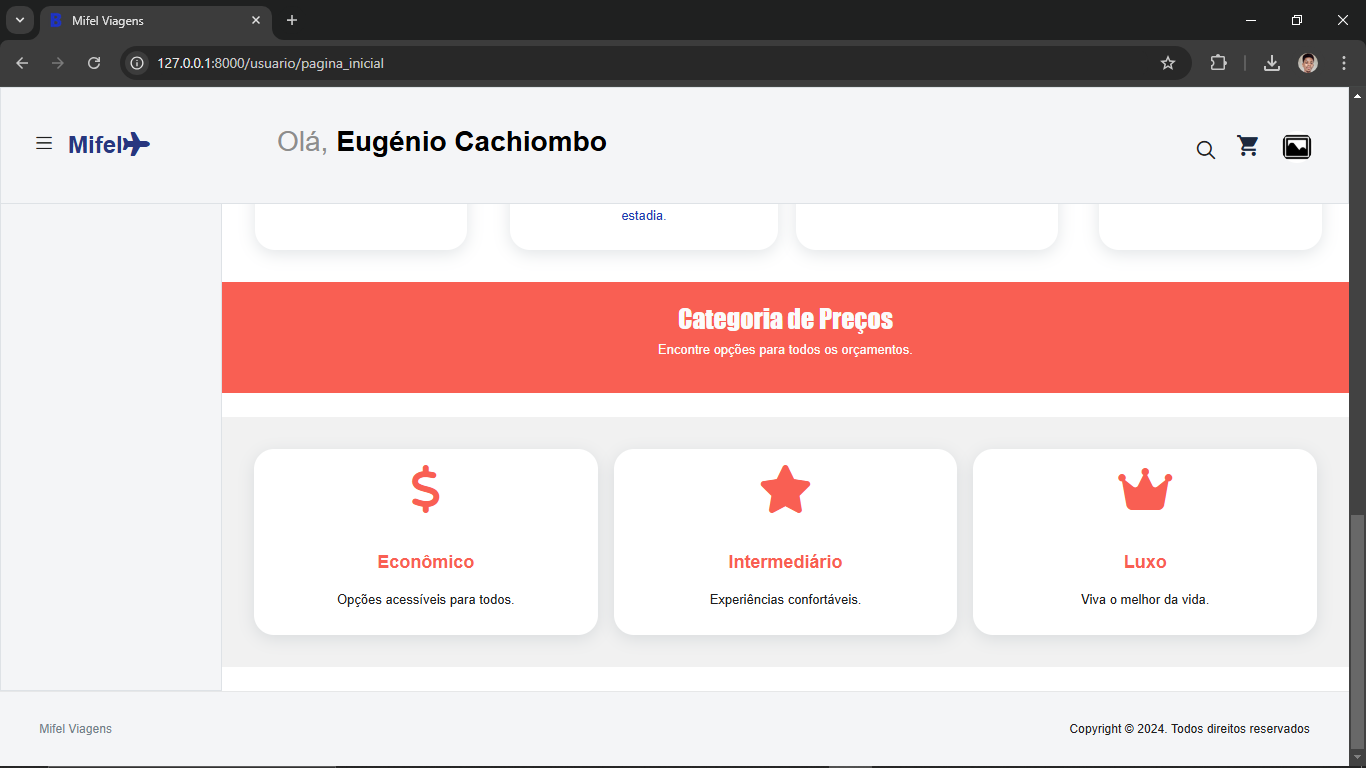 Mifel Viagens
127.0.0.1:8000/usuario/pagina_inicial
Mifel
Olá, Eugénio Cachiombo
estadia.
Categoria de Preços
Encontre opções para todos os orçamentos.
Econômico
Intermediário
Luxo
Opções acessíveis para todos.
Experiências confortáveis.
Viva o melhor da vida.
Mifel Viagens
Copyright © 2024. Todos direitos reservados